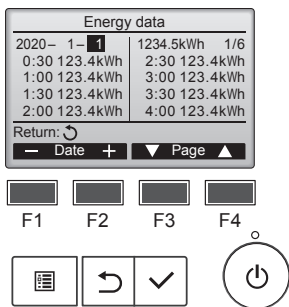 Energy data
2020– 1– 1 1234.5kWh 1/6
0:30 123.4kWh 2:30 123.4kWh
1:00 123.4kWh 3:00 123.4kWh
1:30 123.4kWh 3:30 123.4kWh
2:00 123.4kWh 4:00 123.4kWh
Return:
– Date + ▼ Page ▲
F1 F2 F3 F4